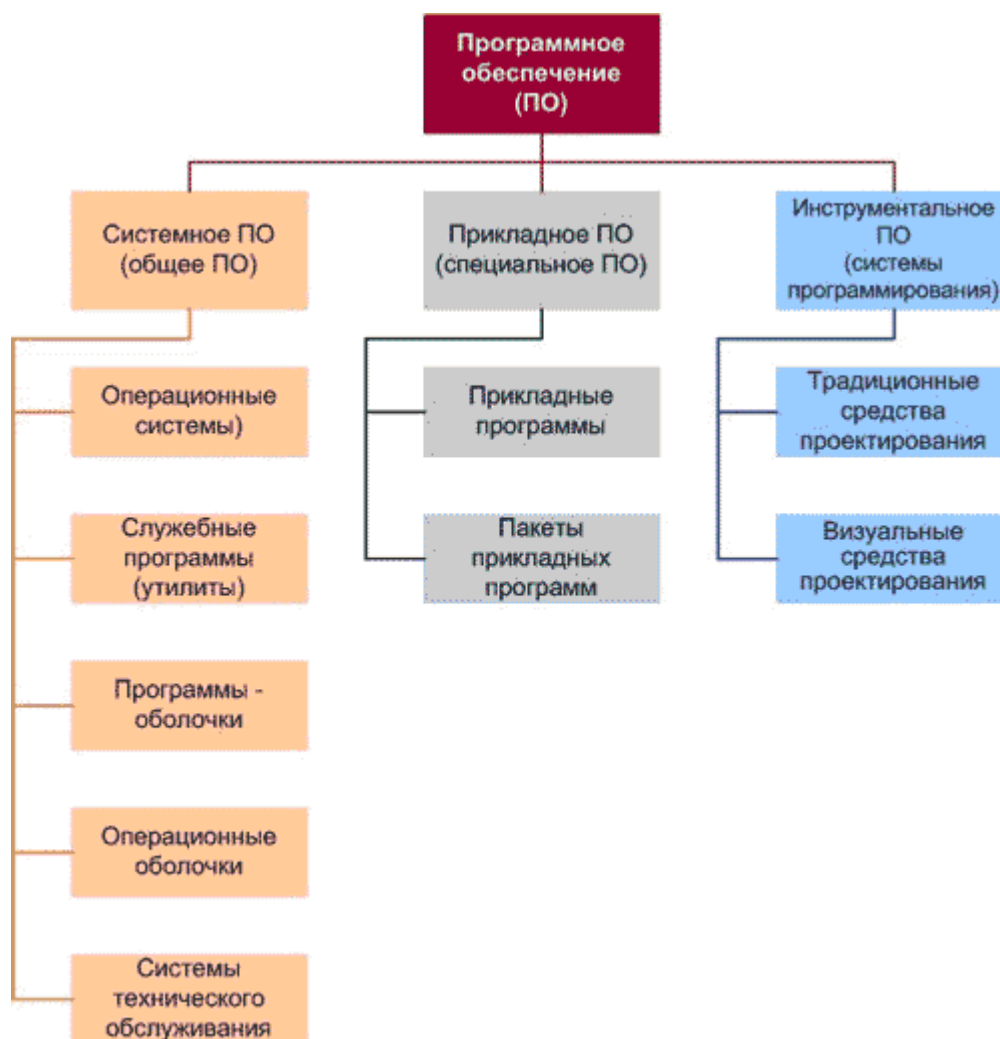 Программное
обеспечение
(ПО)
Системное ПО
(общее ПО)
Прикладное ПО
(специальное ПО)
Инструментальное
ПО
(системы
программирования)
Операционные
системы)
Прикладные
программы
Традиционные
средства
проектирования
Служебные
программы
(утилиты)
Пакеты
прикладных
программ
Визуальные
средства
проектирования
Программы -
оболочки
Операционные
оболочки
Системы
технического
обслуживания